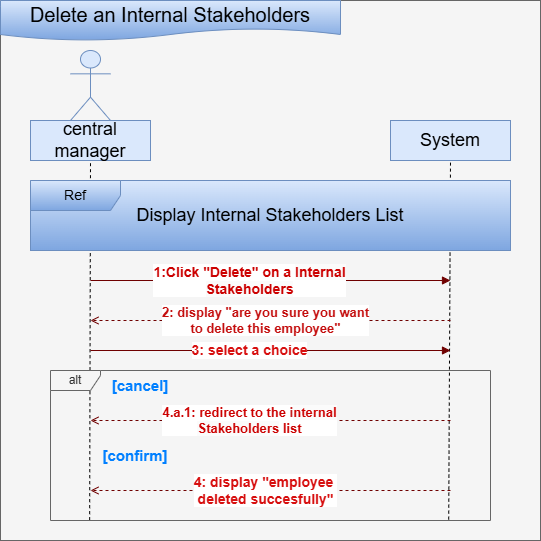 Delete an Internal Stakeholders
central
manager
System
Ref
Display Internal Stakeholders List
1:Click "Delete" on a Internal
Stakeholders
2: display "are you sure you want
to delete this employee"
3: select a choice
alt
[cancel]
4.a.1: redirect to the internal
Stakeholders list
[confirm]
4: display "employee
deleted succesfully"